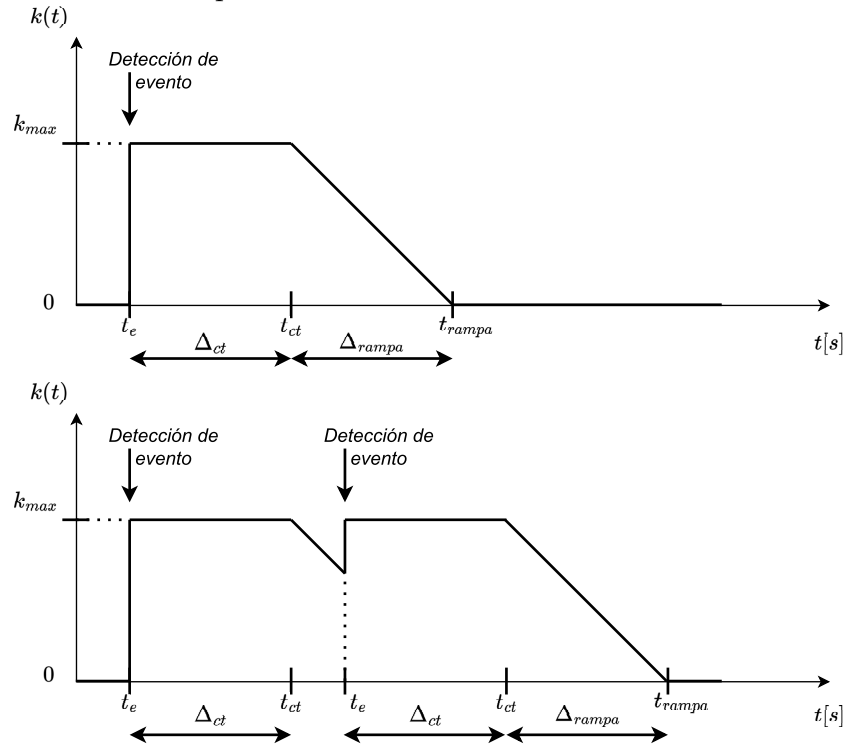 k(t)
Detección de
evento
k_max
0
t_e t_ct t_rampa
Δ_ct Δ_rampa t[s]
k(t)
Detección de Detección de
evento evento
k_max
0
t_e t_ct t_e t_ct t_rampa
Δ_ct Δ_ct Δ_rampa t[s]